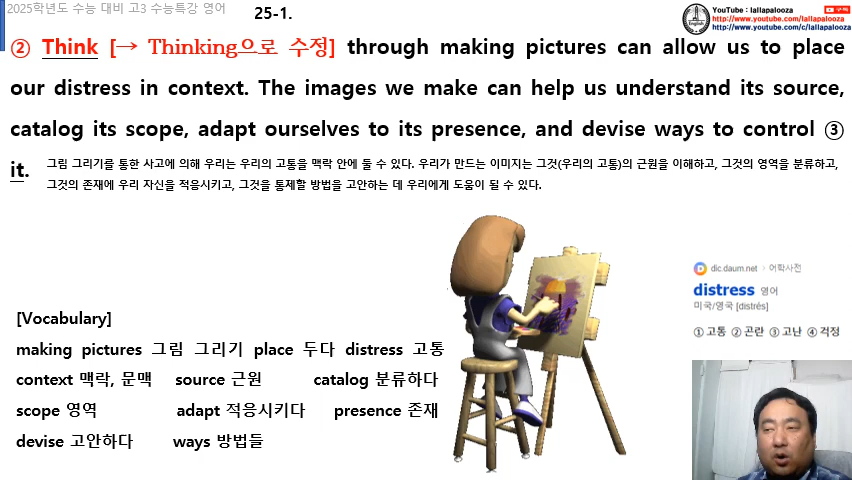 2025학년도 수능 대비 고3 수능특강 영어
25-1.
YouTube : lallapalooza
구독
http://www.youtube.com/lallapalooza
http://www.youtube.com/c/lallapalooza
② Think [→ Thinking으로 수정] through making pictures can allow us to place
our distress in context. The images we make can help us understand its source,
catalog its scope, adapt ourselves to its presence, and devise ways to control ③
it.
그림 그리기를 통한 사고에 의해 우리는 우리의 고통을 맥락 안에 둘 수 있다. 우리가 만드는 이미지는 그것(우리의 고통)의 근원을 이해하고, 그것의 영역을 분류하고,
그것의 존재에 우리 자신을 적응시키고, 그것을 통제할 방법을 고안하는 데 우리에게 도움이 될 수 있다.
dic.daum.net › 어학사전
distress 영어
미국/영국 [distrés]
① 고통 ② 곤란 ③ 고난 ④ 걱정
[Vocabulary]
making pictures 그림 그리기 place 두다 distress 고통
context 맥락, 문맥 source 근원 catalog 분류하다
scope 영역 adapt 적응시키다 presence 존재
devise 고안하다 ways 방법들